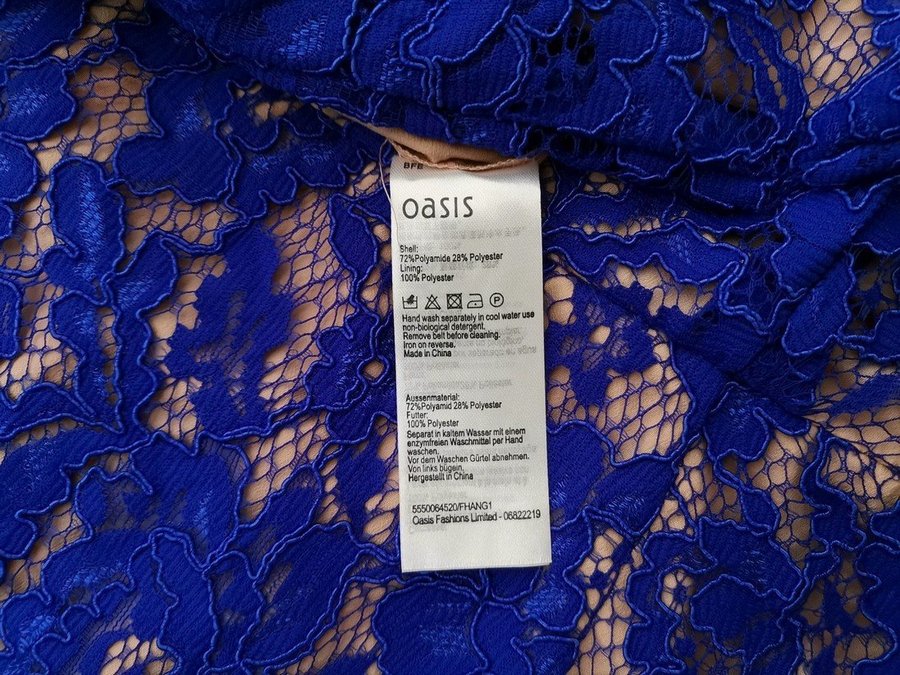 BFB
oasis
Shell:
72%Polyamide 28% Polyester
Lining:
100% Polyester
Hand wash separately in cool water use
non-biological detergent.
Remove belt before cleaning.
Iron on reverse.
Made in China
Aussenmaterial:
72%Polyamid 28% Polyester
Futter:
100% Polyester
Separat in kaltem Wasser mit einem
enzymfreien Waschmittel per Hand
waschen.
Vor dem Waschen Gürtel abnehmen.
Von links bügein.
Hergestellt in China
5550064520/FHANG1
Oasis Fashions Limited - 06822219